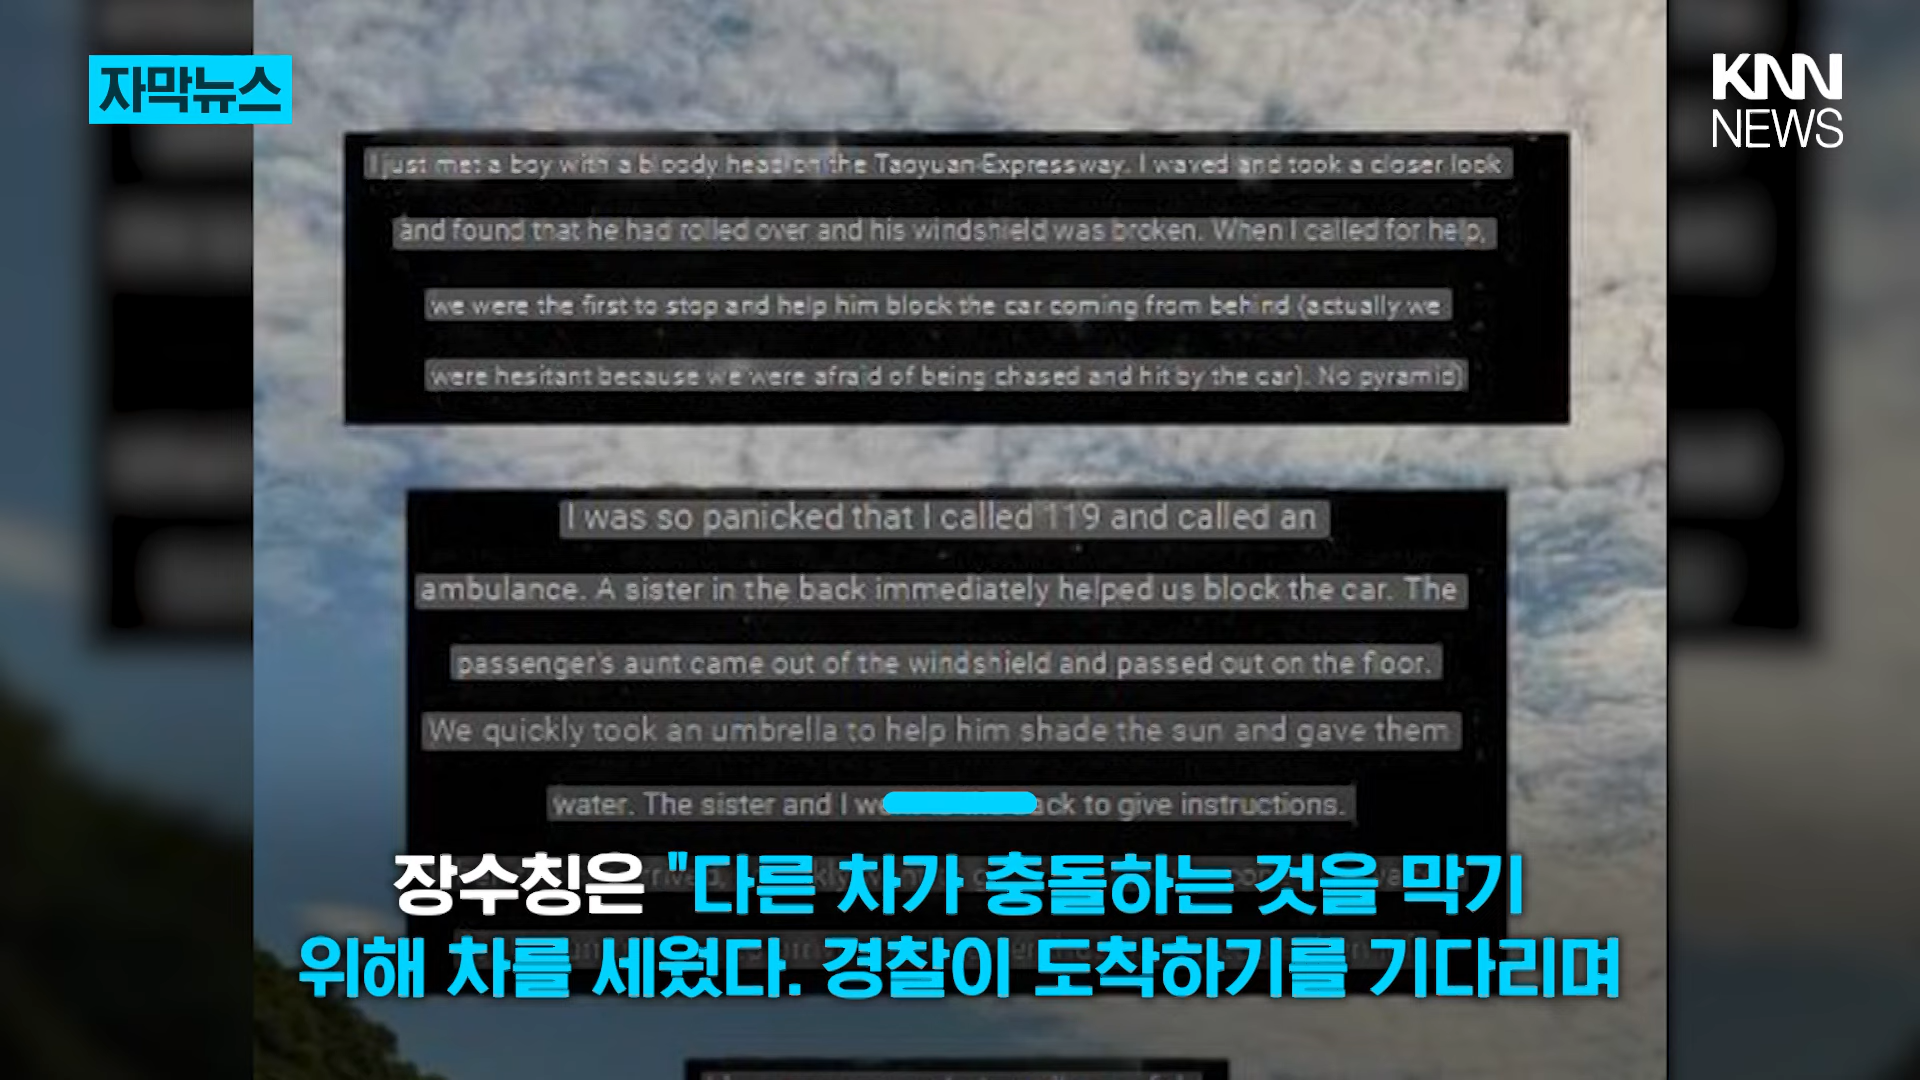 자막뉴스
KNN
NEWS
I just met a boy with a bloody head on the Taoyuan Expressway. I waved and took a closer look
and found that he had rolled over and his windshield was broken. When I called for help,
we were the first to stop and help him block the car coming from behind (actually we
were hesitant because we were afraid of being chased and hit by the car). No pyramid)
I was so panicked that I called 119 and called an
ambulance. A sister in the back immediately helped us block the car. The
passenger's aunt came out of the windshield and passed out on the floor.
We quickly took an umbrella to help him shade the sun and gave them
water. The sister and I to give instructions.
장수칭은 "다른 차가 충돌하는 것을 막기
위해 차를 세웠다. 경찰이 도착하기를 기다리며